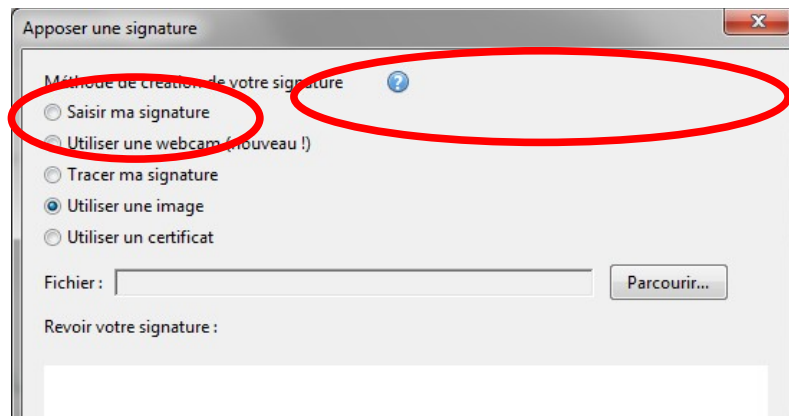 Apposer une signature
Méthode de création de votre signature
Saisir ma signature
Utiliser une webcam (nouveau !)
Tracer ma signature
Utiliser une image
Utiliser un certificat
Fichier : Parcourir...
Revoir votre signature :